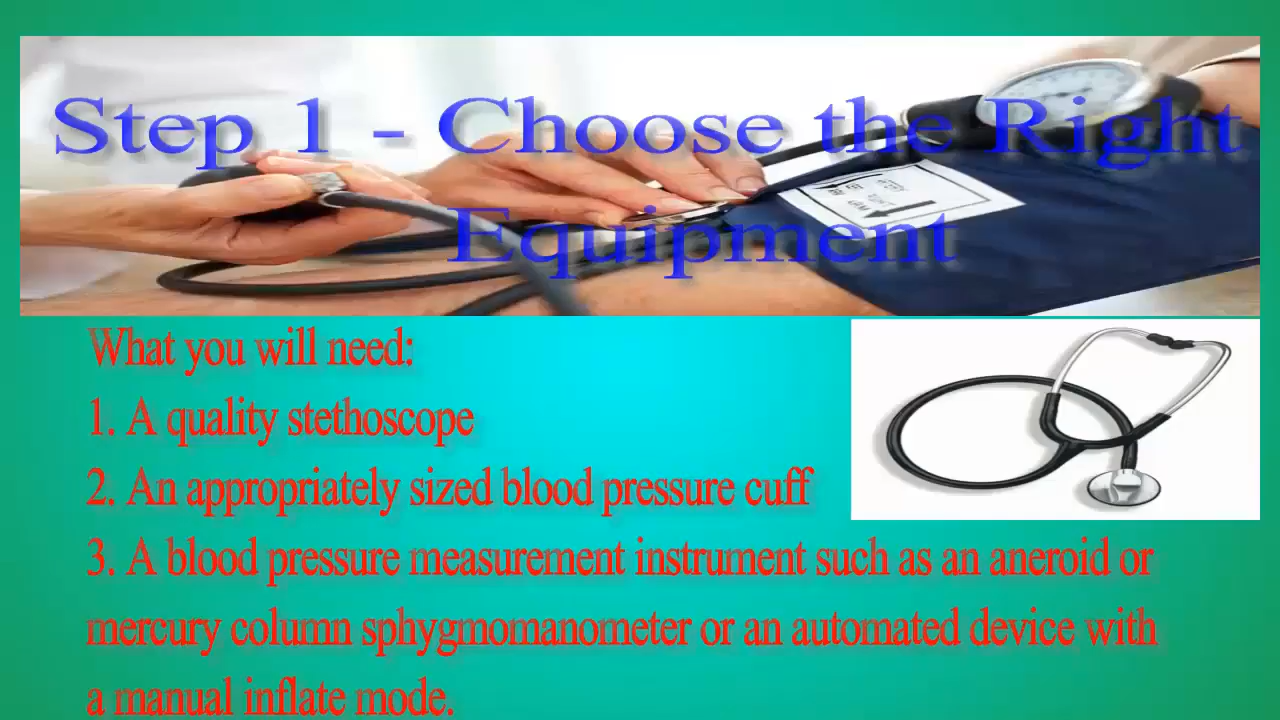 Step 1 - Choose the Right
Equipment
What you will need:
1. A quality stethoscope
2. An appropriately sized blood pressure cuff
3. A blood pressure measurement instrument such as an aneroid or
mercury column sphygmomanometer or an automated device with
a manual inflate mode.